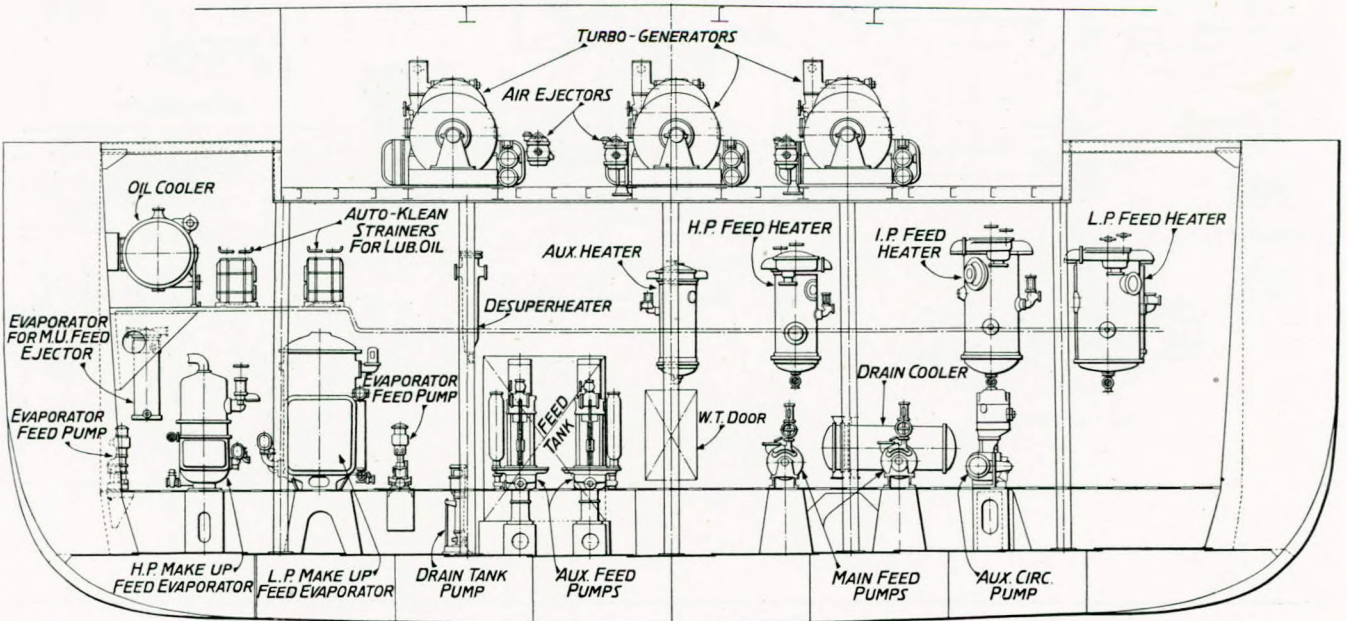 TURBO-GENERATORS
AIR EJECTORS
OIL COOLER
AUTO-KLEAN
STRAINERS
FOR LUB. OIL
AUX. HEATER
H.P. FEED HEATER
I.P. FEED
HEATER
L.P. FEED HEATER
DESUPERHEATER
EVAPORATOR
FOR M.U. FEED
EJECTOR
EVAPORATOR
FEED PUMP
EVAPORATOR
FEED PUMP
FEED
TANK
W.T. DOOR
DRAIN COOLER
H.P. MAKE UP
FEED EVAPORATOR
L.P. MAKE UP
FEED EVAPORATOR
DRAIN TANK
PUMP
AUX. FEED
PUMPS
MAIN FEED
PUMPS
AUX. CIRC.
PUMP